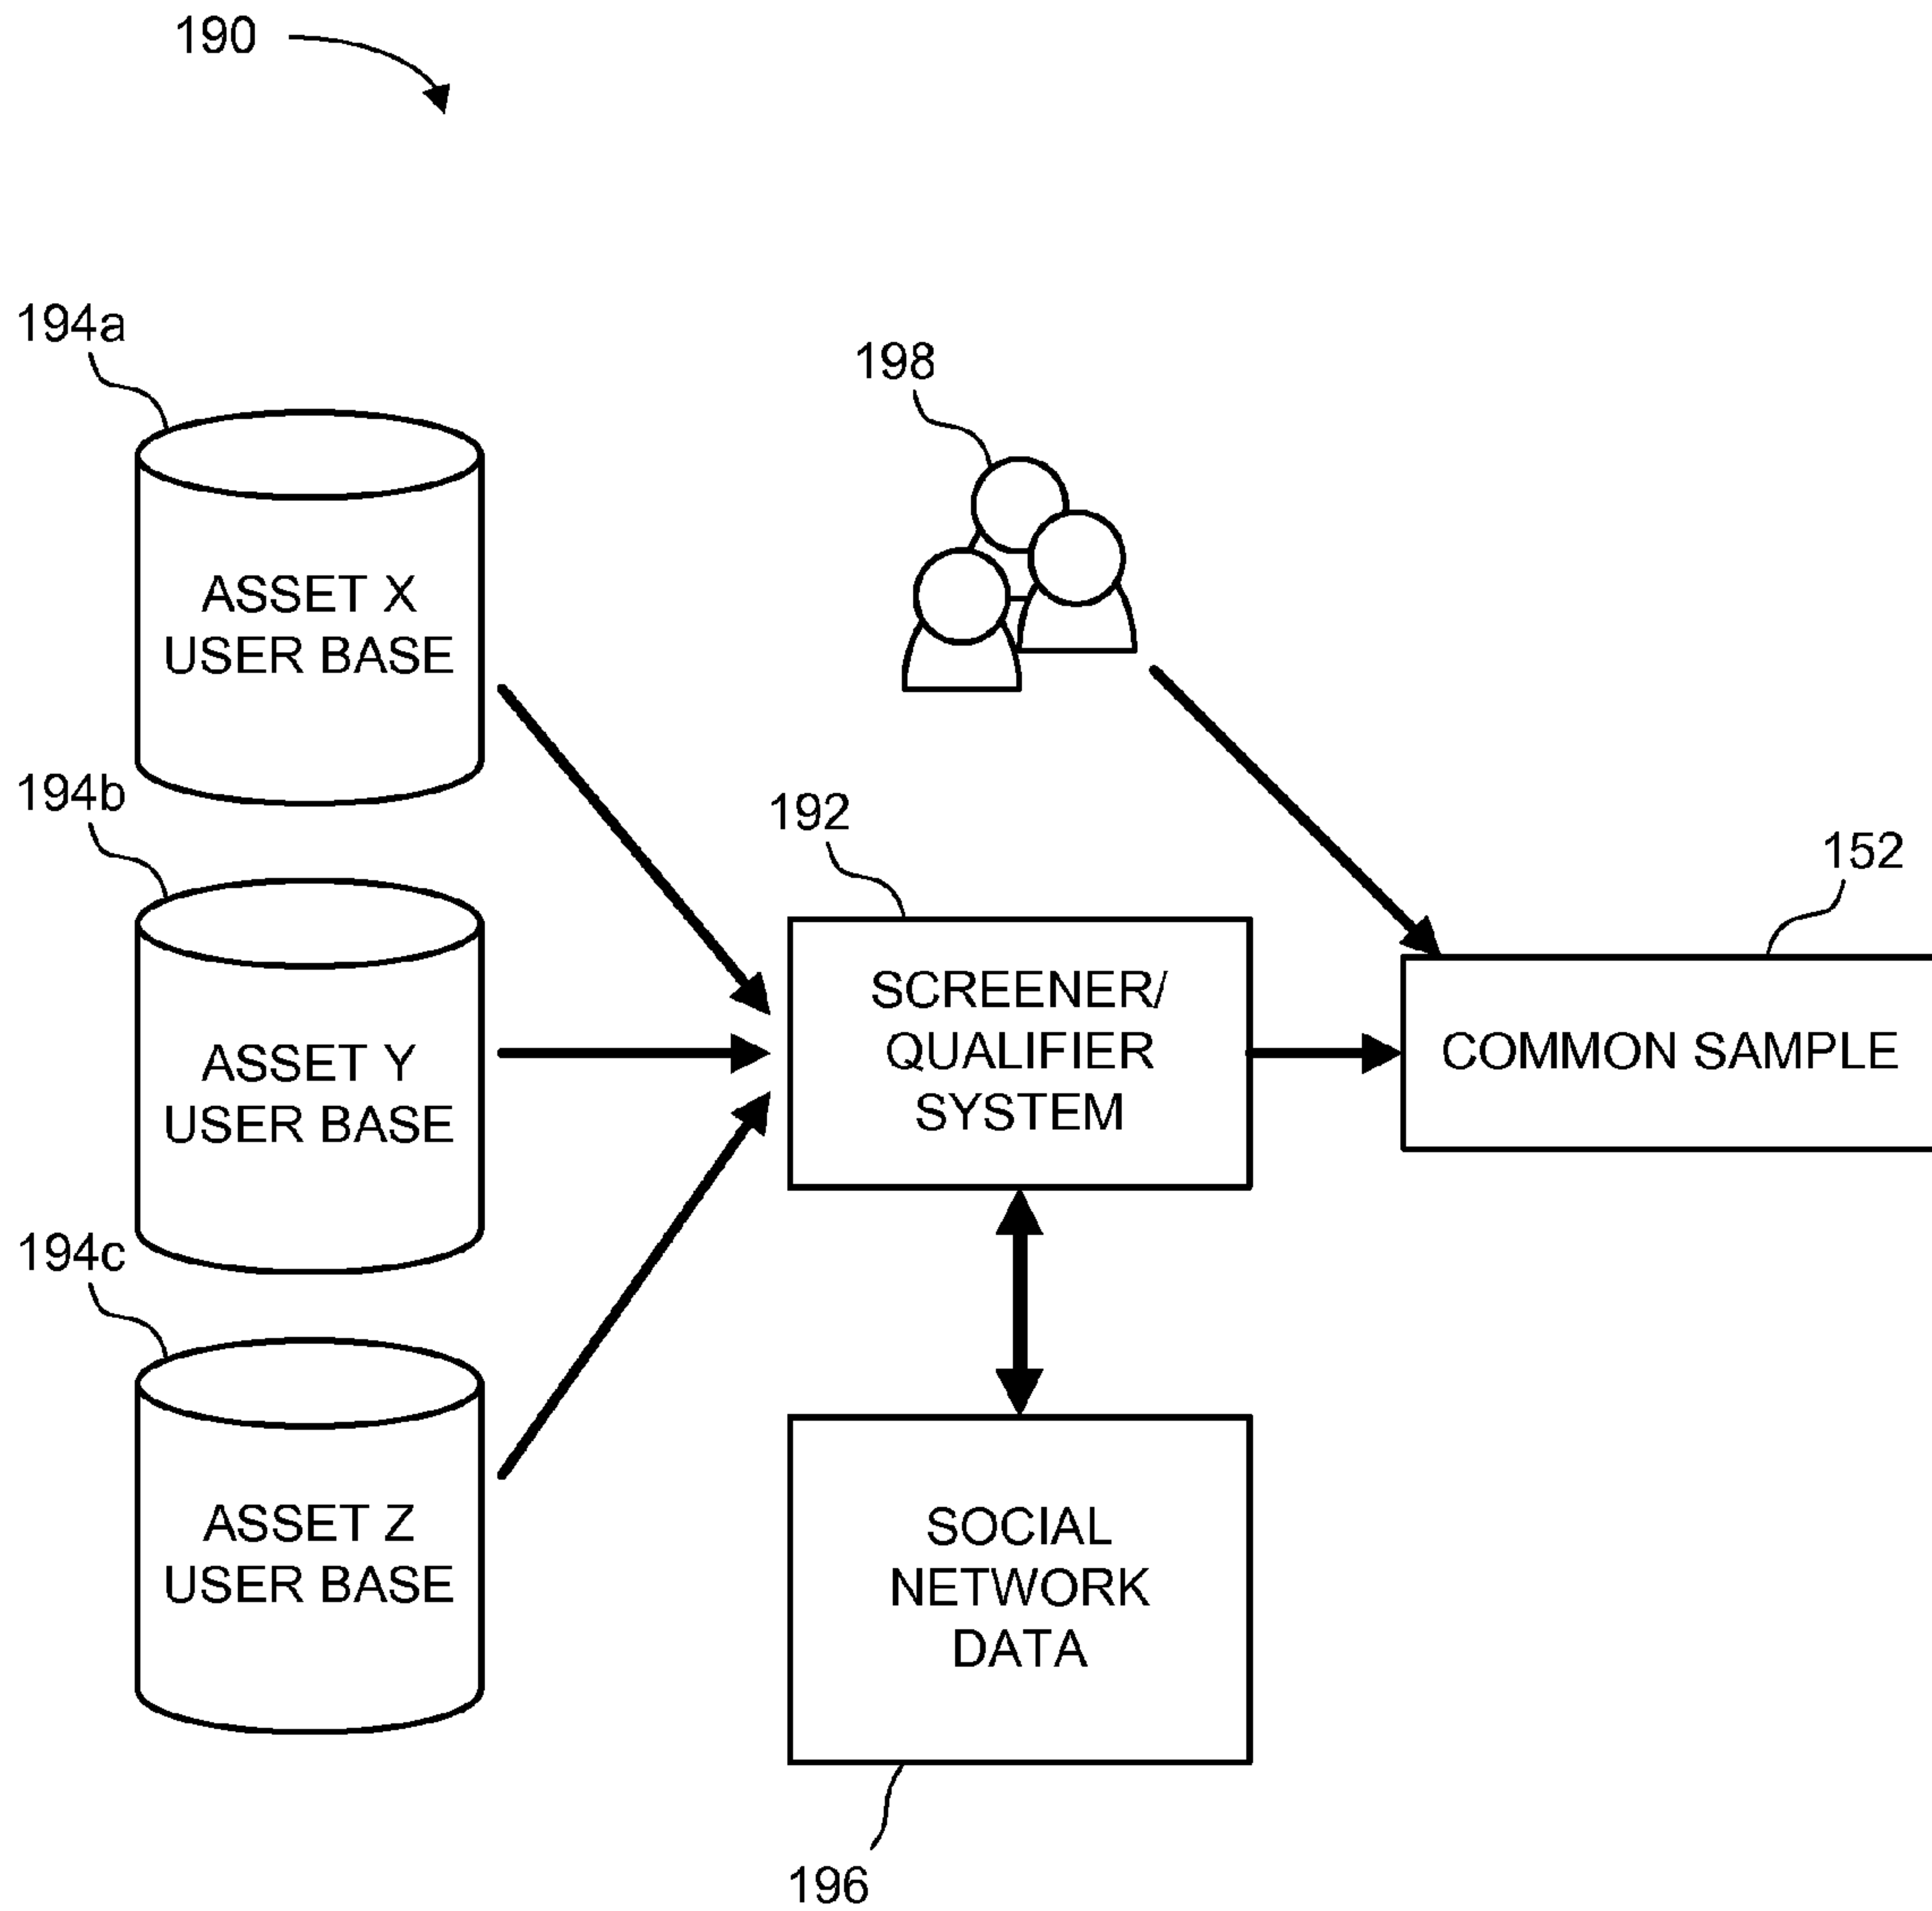 190
194a
ASSET X
USER BASE
198
194b
ASSET Y
USER BASE
192
SCREENER/
QUALIFIER
SYSTEM
152
COMMON SAMPLE
194c
ASSET Z
USER BASE
SOCIAL
NETWORK
DATA
196